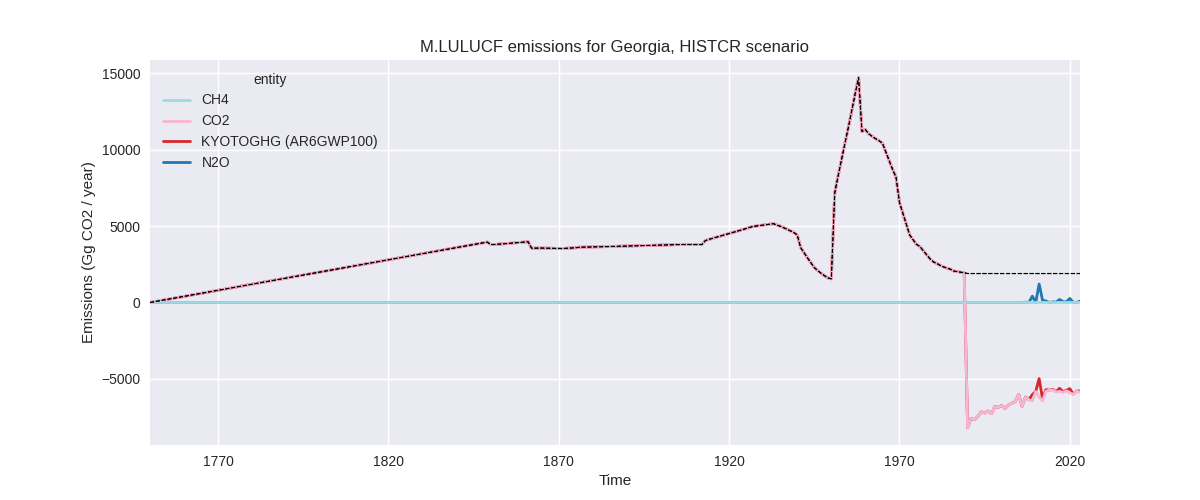 M.LULUCF emissions for Georgia, HISTCR scenario
Emissions (Gg CO2 / year)
15000
10000
5000
0
−5000
entity
CH4
CO2
KYOTOGHG (AR6GWP100)
N2O
1770
1820
1870
1920
1970
2020
Time